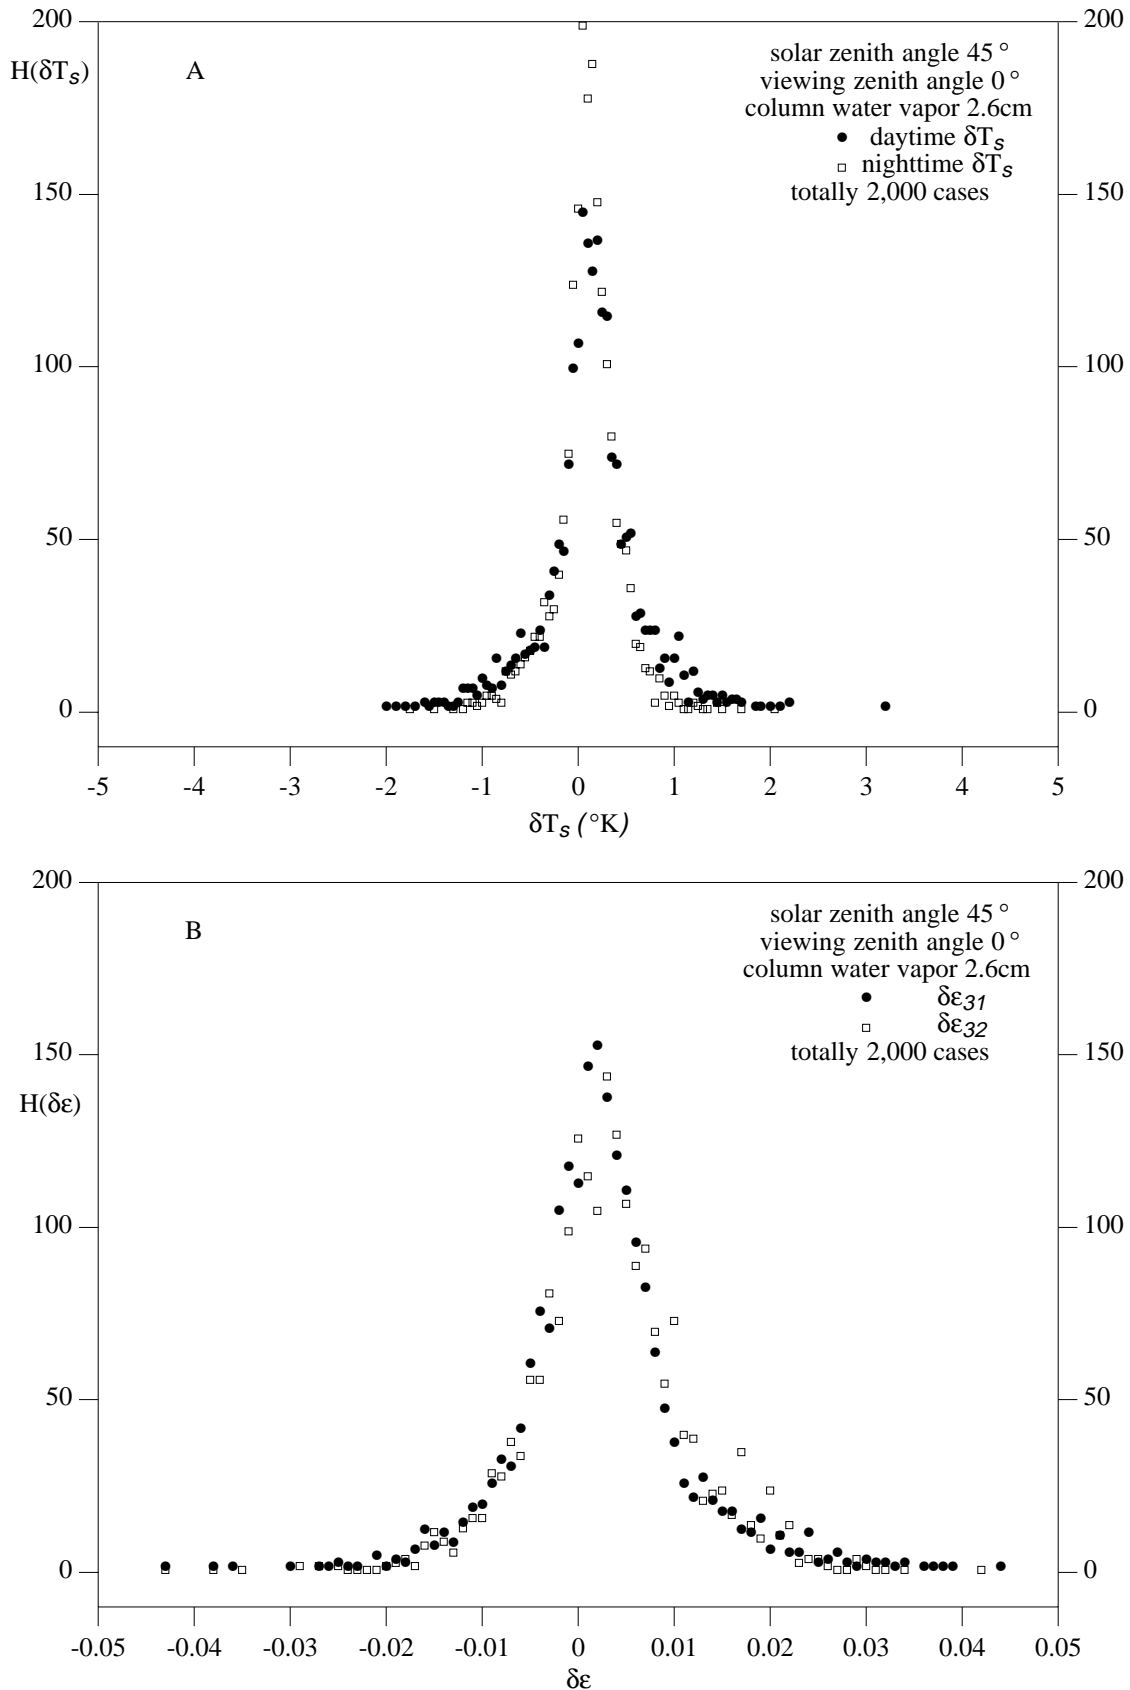 200 200
H(δTs) A solar zenith angle 45 °
viewing zenith angle 0 °
column water vapor 2.6cm
● daytime δTs
□ nighttime δTs
150 totally 2,000 cases 150
100 100
50 50
0 0
-5 -4 -3 -2 -1 0 1 2 3 4 5
δTs (°K)
200 200
B solar zenith angle 45 °
viewing zenith angle 0 °
column water vapor 2.6cm
● δε31
□ δε32
150 totally 2,000 cases 150
H(δε)
100 100
50 50
0 0
-0.05 -0.04 -0.03 -0.02 -0.01 0 0.01 0.02 0.03 0.04 0.05
δε